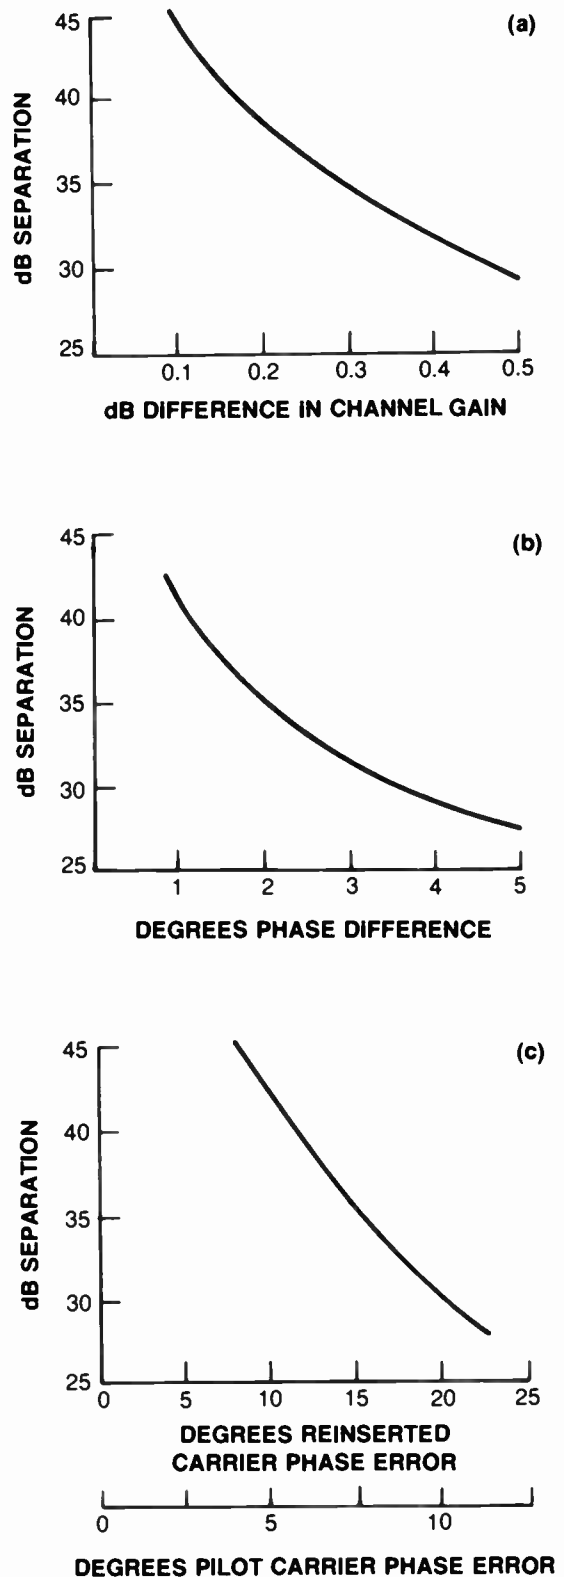 (a)
dB SEPARATION
45
40
35
30
25
0.1 0.2 0.3 0.4 0.5
dB DIFFERENCE IN CHANNEL GAIN
(b)
dB SEPARATION
45
40
35
30
25
1 2 3 4 5
DEGREES PHASE DIFFERENCE
(c)
dB SEPARATION
45
40
35
30
25
0 5 10 15 20 25
DEGREES REINSERTED
CARRIER PHASE ERROR
0 5 10
DEGREES PILOT CARRIER PHASE ERROR